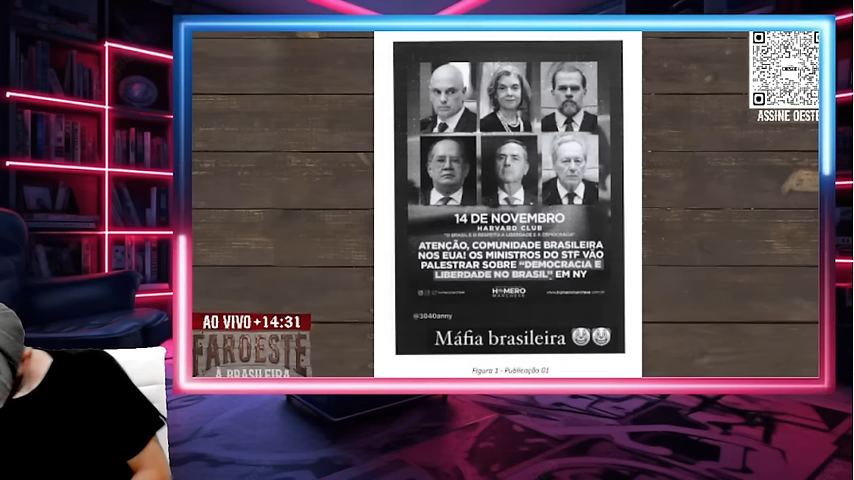 ASSINE OESTE
14 DE NOVEMBRO
HARVARD CLUB
"O BRASIL E O RESPEITO À LIBERDADE E À DEMOCRACIA"
ATENÇÃO, COMUNIDADE BRASILEIRA
NOS EUA! OS MINISTROS DO STF VÃO
PALESTRAR SOBRE "DEMOCRACIA E
LIBERDADE NO BRASIL" EM NY
HOMERO
MARCHESE
@3040anny
Máfia brasileira
Figura 1 - Publicação 01
AO VIVO + 14:31
FAROESTE
À BRASILEIRA